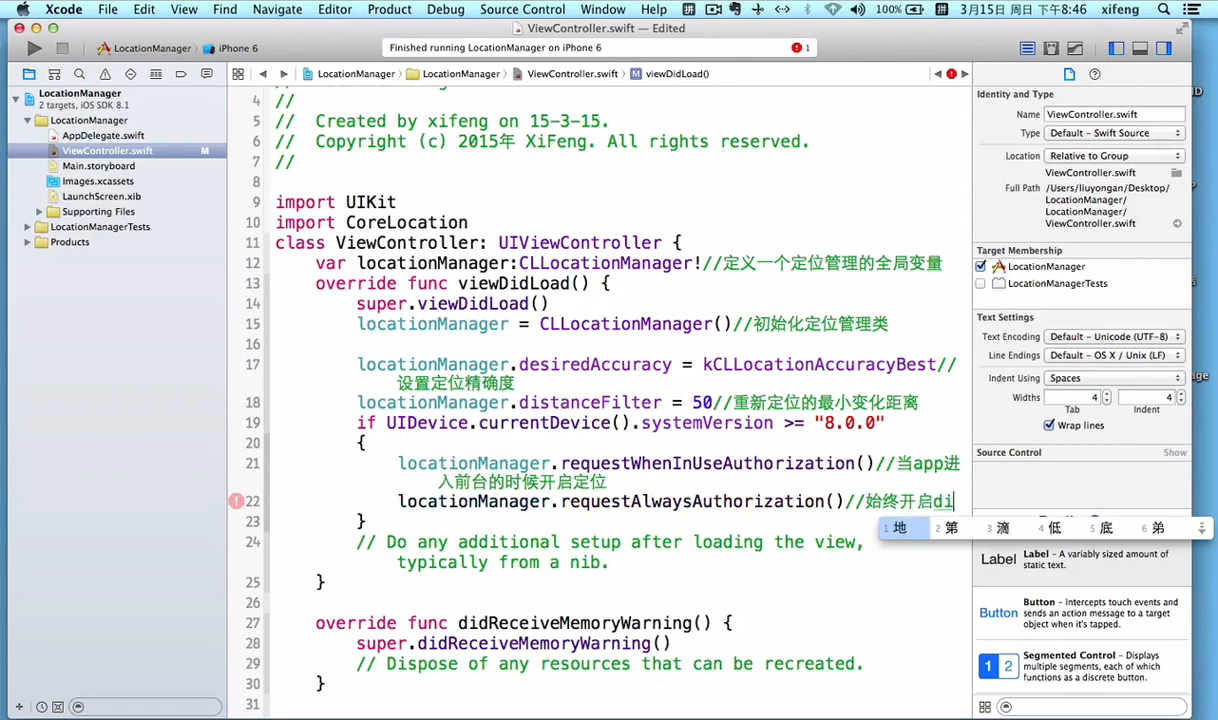 Xcode File Edit View Find Navigate Editor Product Debug Source Control Window Help 100% 拼 3月15日 周日 下午8:46 xifeng
ViewController.swift — Edited
LocationManager iPhone 6
Finished running LocationManager on iPhone 6
1
LocationManager LocationManager ViewController.swift M viewDidLoad()
LocationManager
2 targets, iOS SDK 8.1
LocationManager
AppDelegate.swift
ViewController.swift M
Main.storyboard
Images.xcassets
LaunchScreen.xib
Supporting Files
LocationManagerTests
Products
4 //
5 // Created by xifeng on 15-3-15.
6 // Copyright (c) 2015年 XiFeng. All rights reserved.
7 //
8
9 import UIKit
10 import CoreLocation
11 class ViewController: UIViewController {
12 var locationManager:CLLocationManager!//定义一个定位管理的全局变量
13 override func viewDidLoad() {
14 super.viewDidLoad()
15 locationManager = CLLocationManager()//初始化定位管理类
16
17 locationManager.desiredAccuracy = kCLLocationAccuracyBest//
设置定位精确度
18 locationManager.distanceFilter = 50//重新定位的最小变化距离
19 if UIDevice.currentDevice().systemVersion >= "8.0.0"
20 {
21 locationManager.requestWhenInUseAuthorization()//当app进
入前台的时候开启定位
22 locationManager.requestAlwaysAuthorization()//始终开启di
1 地 2 第 3 滴 4 低 5 底 6 弟
23 }
24 // Do any additional setup after loading the view,
typically from a nib.
25 }
26
27 override func didReceiveMemoryWarning() {
28 super.didReceiveMemoryWarning()
29 // Dispose of any resources that can be recreated.
30 }
31
Identity and Type
Name ViewController.swift
Type Default - Swift Source
Location Relative to Group
ViewController.swift
Full Path /Users/liuyongan/Desktop/
LocationManager/
LocationManager/
ViewController.swift
Target Membership
LocationManager
LocationManagerTests
Text Settings
Text Encoding Default - Unicode (UTF-8)
Line Endings Default - OS X / Unix (LF)
Indent Using Spaces
Widths 4 4
Tab Indent
Wrap lines
Source Control Show
Label Label - A variably sized amount of
static text.
Button Button - Intercepts touch events and
sends an action message to a target
object when it's tapped.
1 2 Segmented Control - Displays
multiple segments, each of which
functions as a discrete button.